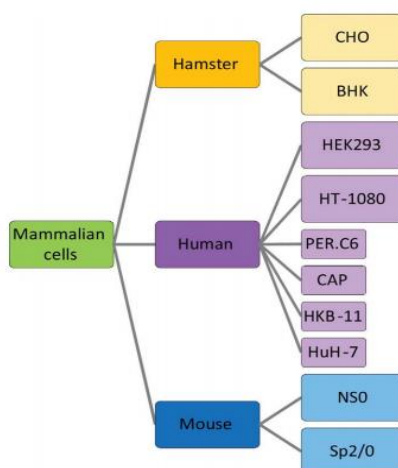 CHO
Hamster
BHK
HEK293
HT-1080
Mammalian
cells
Human
PER.C6
CAP
HKB-11
HuH-7
NS0
Mouse
Sp2/0